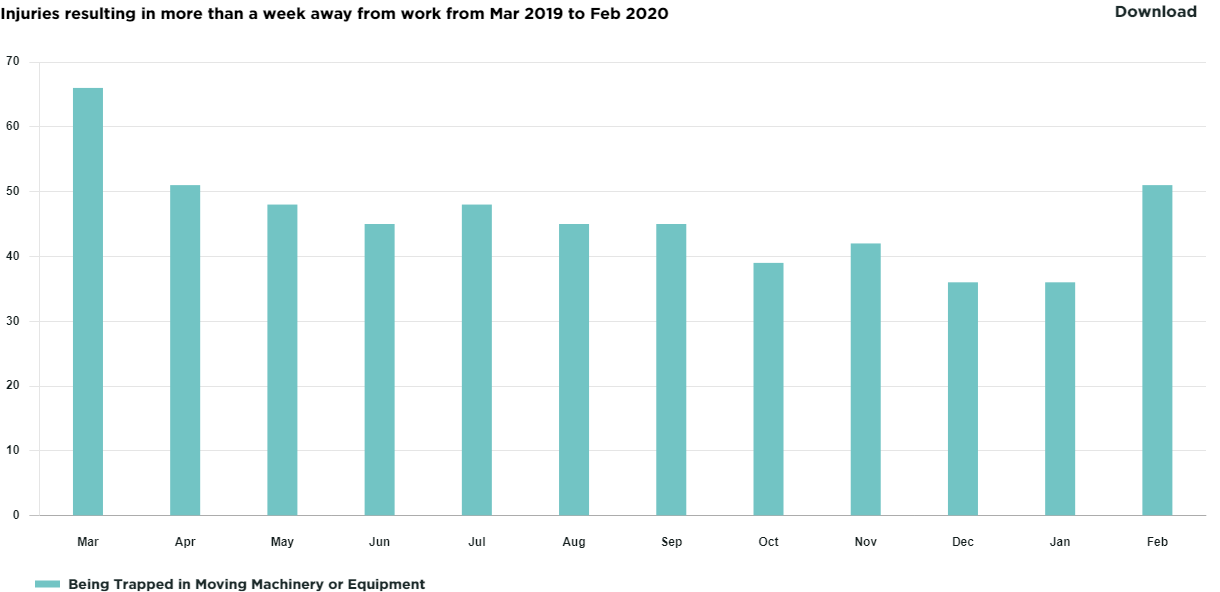 Injuries resulting in more than a week away from work from Mar 2019 to Feb 2020
Download
70
60
50
40
30
20
10
0
Mar Apr May Jun Jul Aug Sep Oct Nov Dec Jan Feb
Being Trapped in Moving Machinery or Equipment